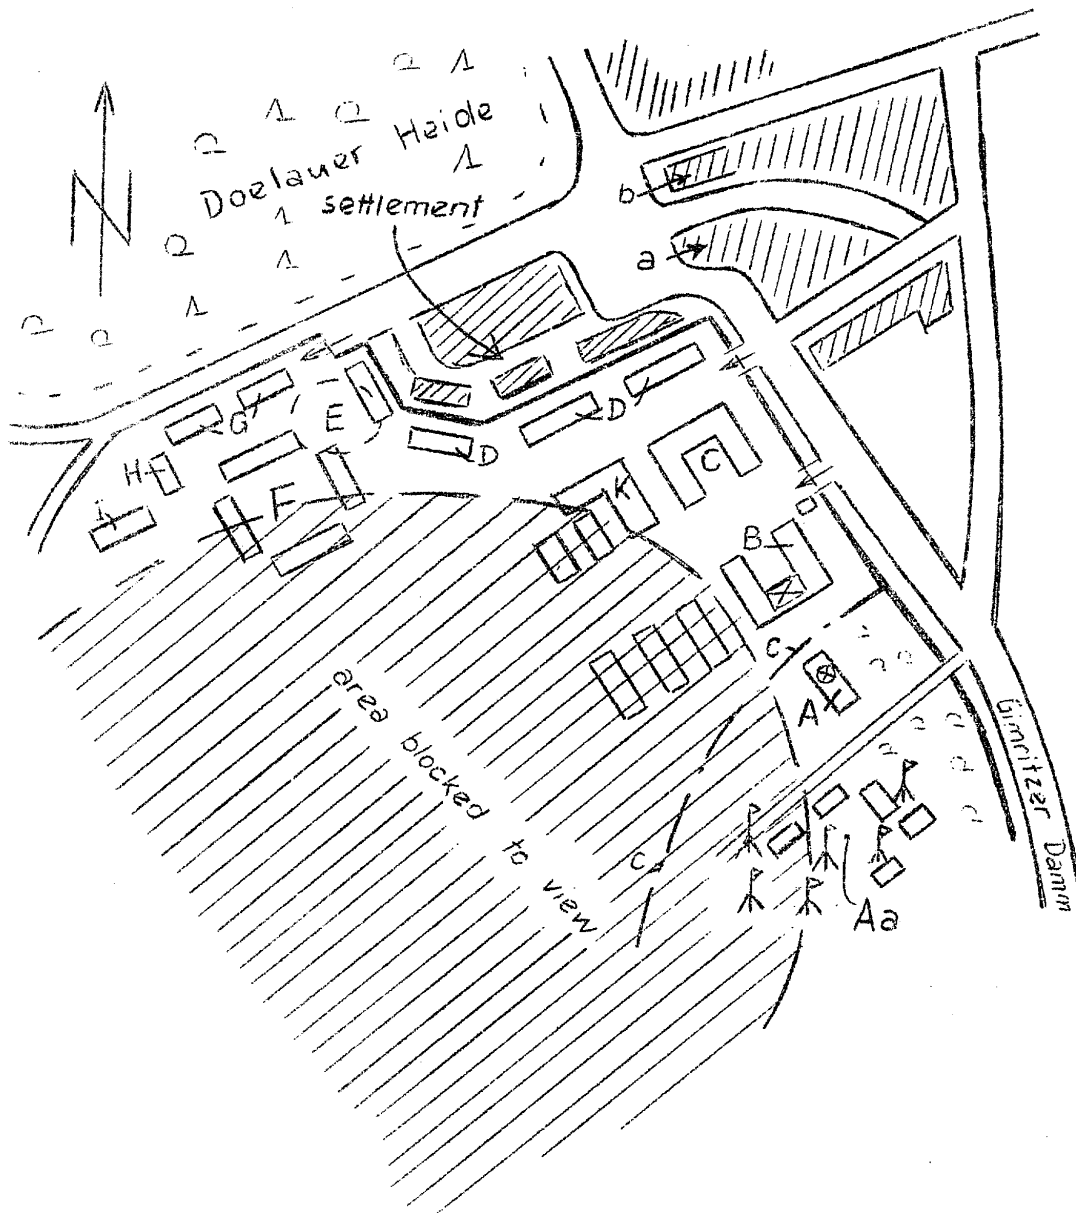 N
Doelauer Heide
settlement
b
a
G
E
D
D
H
F
K
C
B
c
A
Gimritzer Damm
area blocked to view
c
Aa